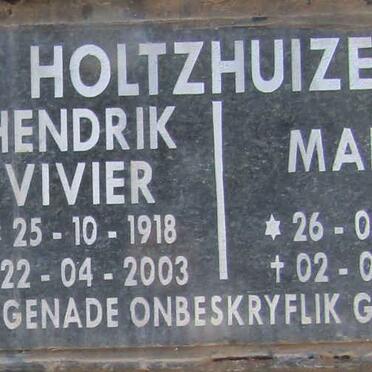 HOLTZHUIZE
HENDRIK
VIVIER
25-10-1918
22-04-2003
MA
✶ 26-0
✝ 02-0
GENADE ONBESKRYFLIK G